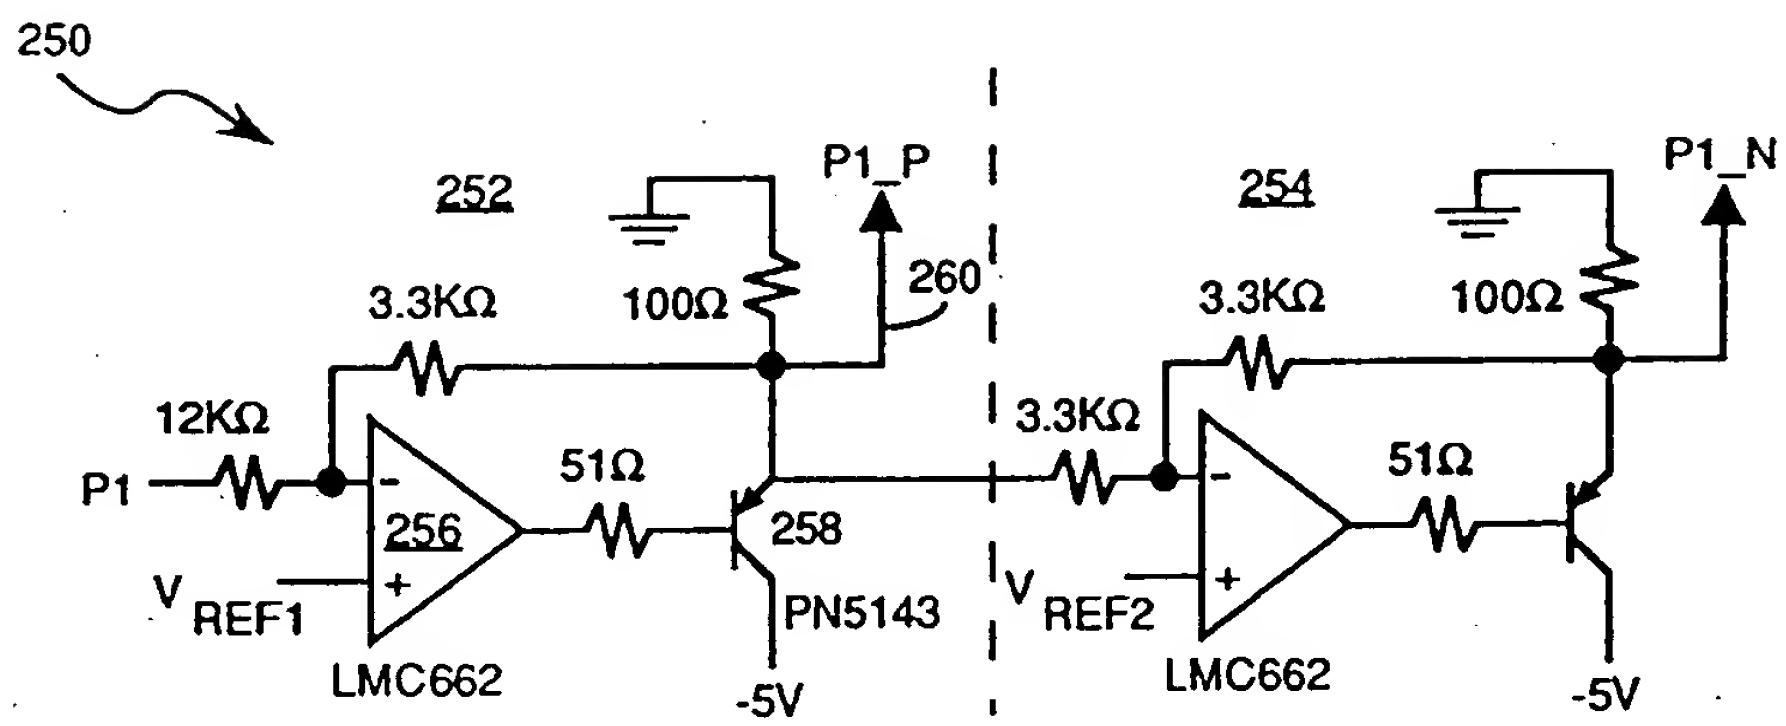 250
252
P1_P
254
P1_N
260
3.3KΩ
100Ω
3.3KΩ
100Ω
12KΩ
51Ω
3.3KΩ
51Ω
P1
-
256
+
258
-
+
V REF1
PN5143
V REF2
LMC662
-5V
LMC662
-5V